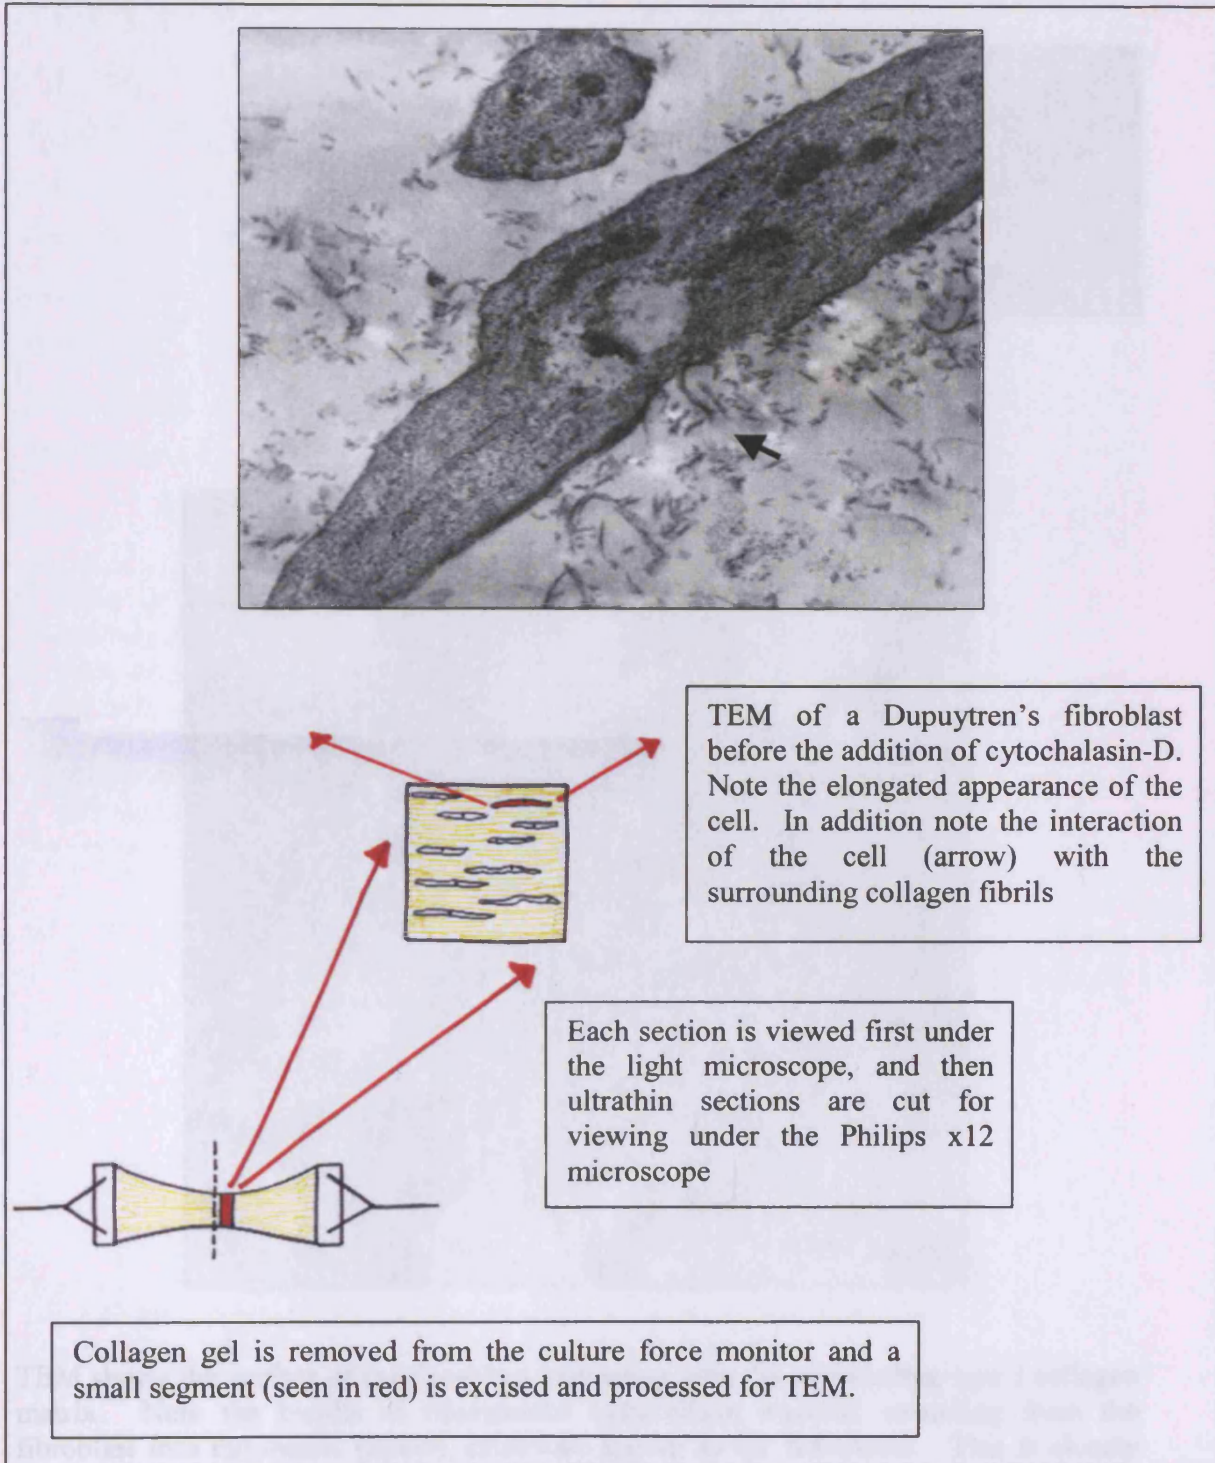 TEM of a Dupuytren's fibroblast
before the addition of cytochalasin-D.
Note the elongated appearance of the
cell. In addition note the interaction
of the cell (arrow) with the
surrounding collagen fibrils
Each section is viewed first under
the light microscope, and then
ultrathin sections are cut for
viewing under the Philips x12
microscope
Collagen gel is removed from the culture force monitor and a
small segment (seen in red) is excised and processed for TEM.